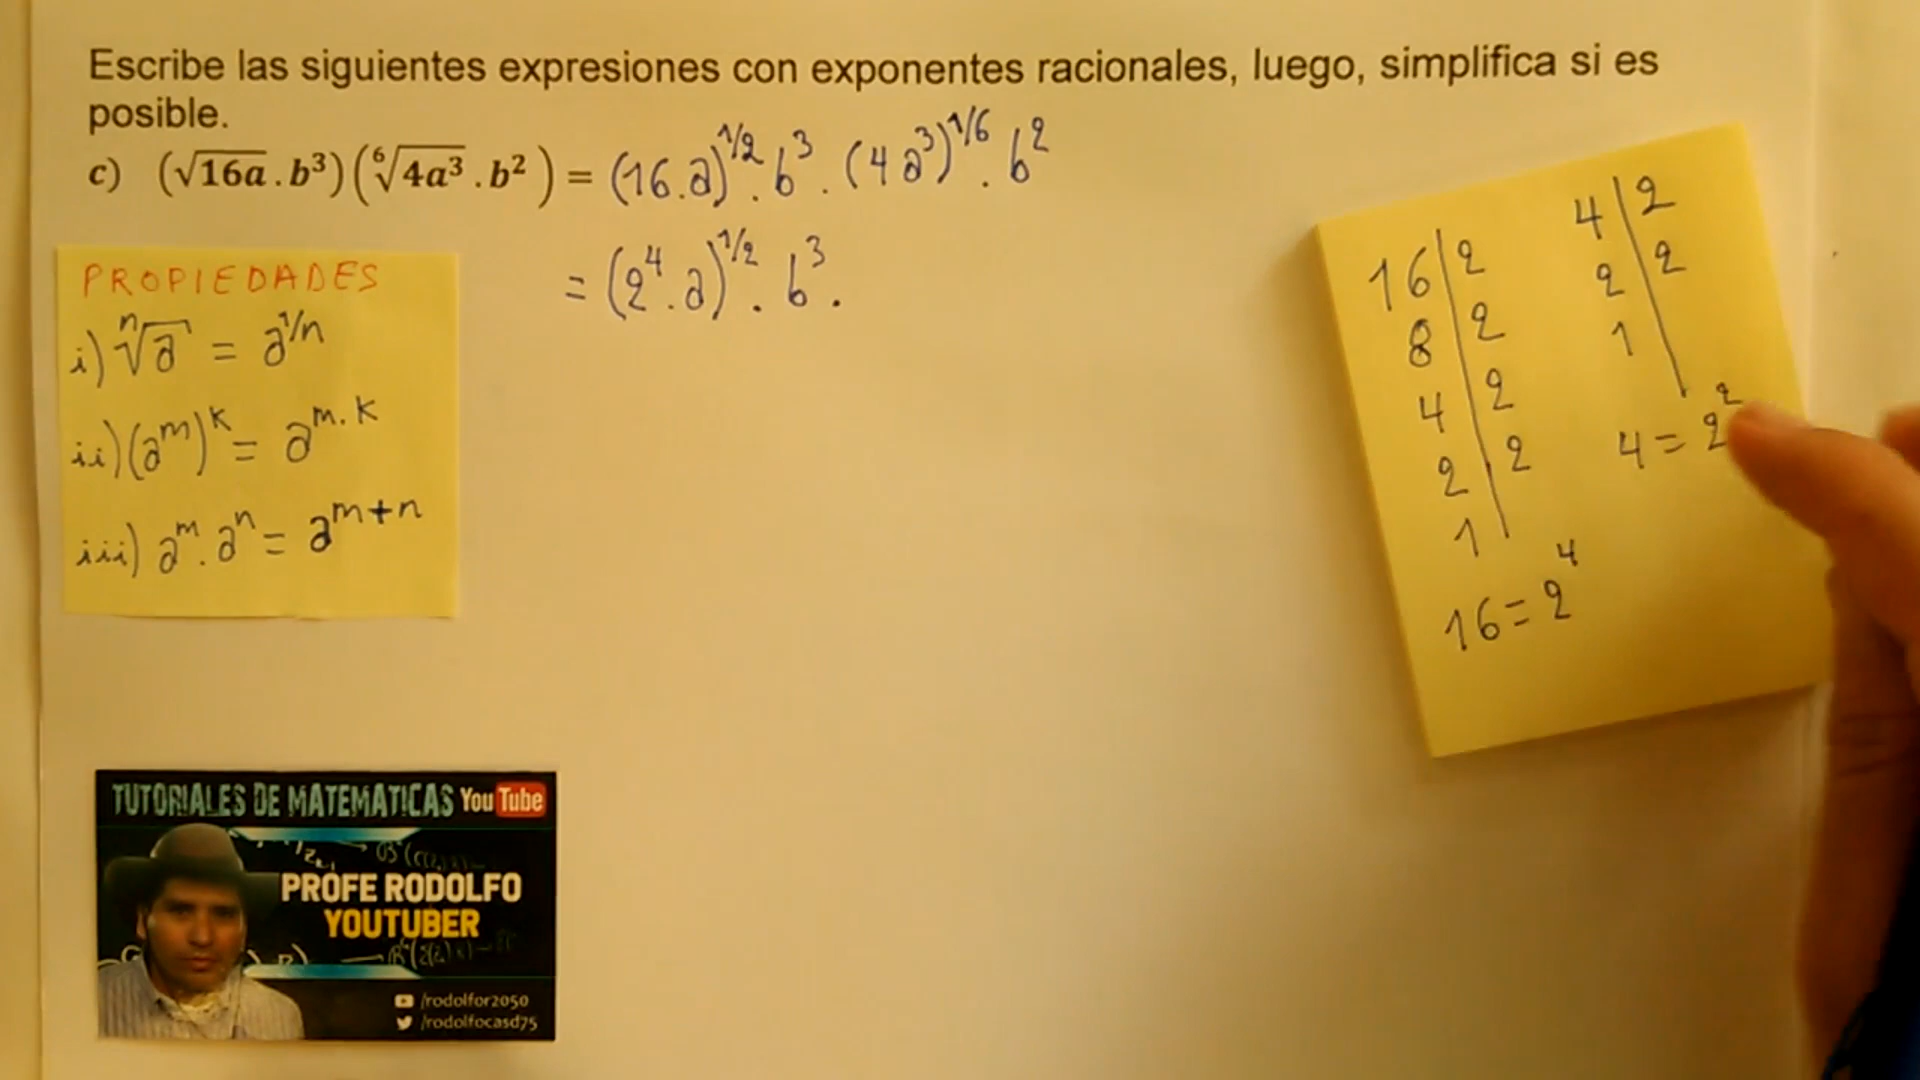 Escribe las siguientes expresiones con exponentes racionales, luego, simplifica si es
posible.
c) (√16a . b³)(⁶√4a³ . b²) = (16.a)^1/2 . b³ . (4a³)^1/6 . b²
= (2⁴.a)^1/2 . b³ .
PROPIEDADES
i) ⁿ√a = a^1/n
ii) (a^m)^k = a^m.k
iii) a^m . a^n = a^m+n
16 | 2
8 | 2
4 | 2
2 | 2
1
16 = 2⁴
4 | 2
2 | 2
1
4 = 2²
TUTORIALES DE MATEMATICAS YouTube
PROFE RODOLFO
YOUTUBER
/rodolfor2050
/rodolfocasd75